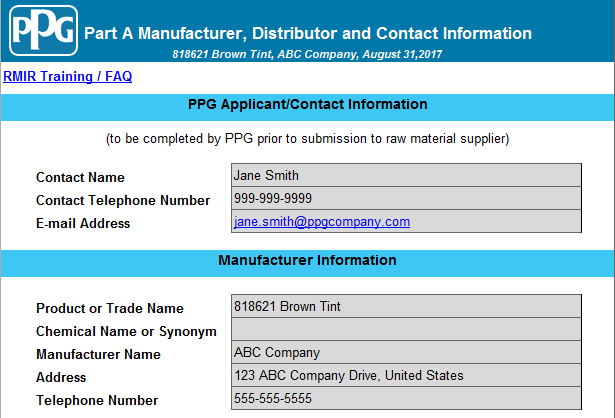 PPG
Part A Manufacturer, Distributor and Contact Information
818621 Brown Tint, ABC Company, August 31,2017
RMIR Training / FAQ
PPG Applicant/Contact Information
(to be completed by PPG prior to submission to raw material supplier)
Contact Name Jane Smith
Contact Telephone Number 999-999-9999
E-mail Address jane.smith@ppgcompany.com
Manufacturer Information
Product or Trade Name 818621 Brown Tint
Chemical Name or Synonym
Manufacturer Name ABC Company
Address 123 ABC Company Drive, United States
Telephone Number 555-555-5555